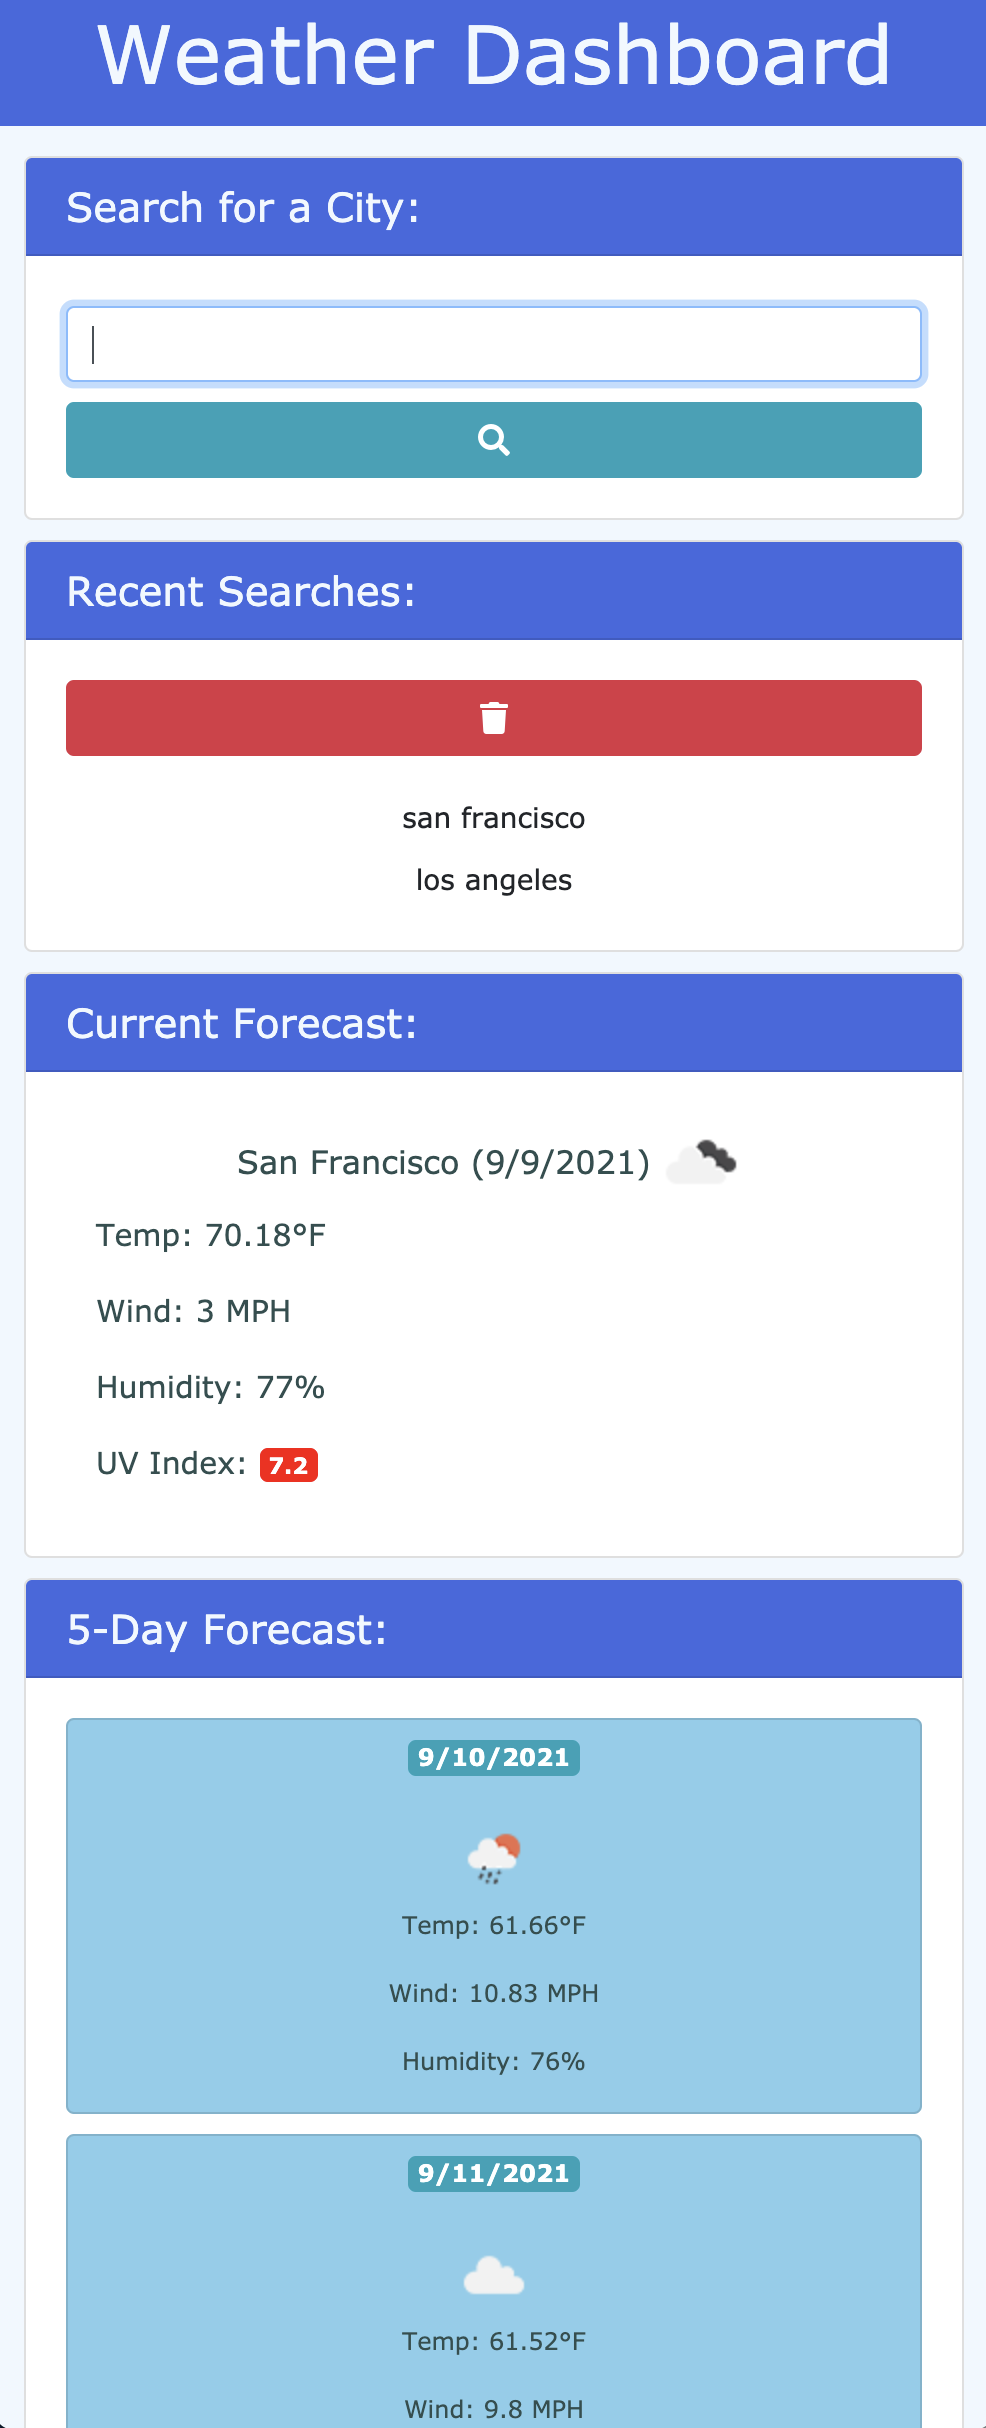 Weather Dashboard
Search for a City:
Recent Searches:
san francisco
los angeles
Current Forecast:
San Francisco (9/9/2021)
Temp: 70.18°F
Wind: 3 MPH
Humidity: 77%
UV Index: 7.2
5-Day Forecast:
9/10/2021
Temp: 61.66°F
Wind: 10.83 MPH
Humidity: 76%
9/11/2021
Temp: 61.52°F
Wind: 9.8 MPH